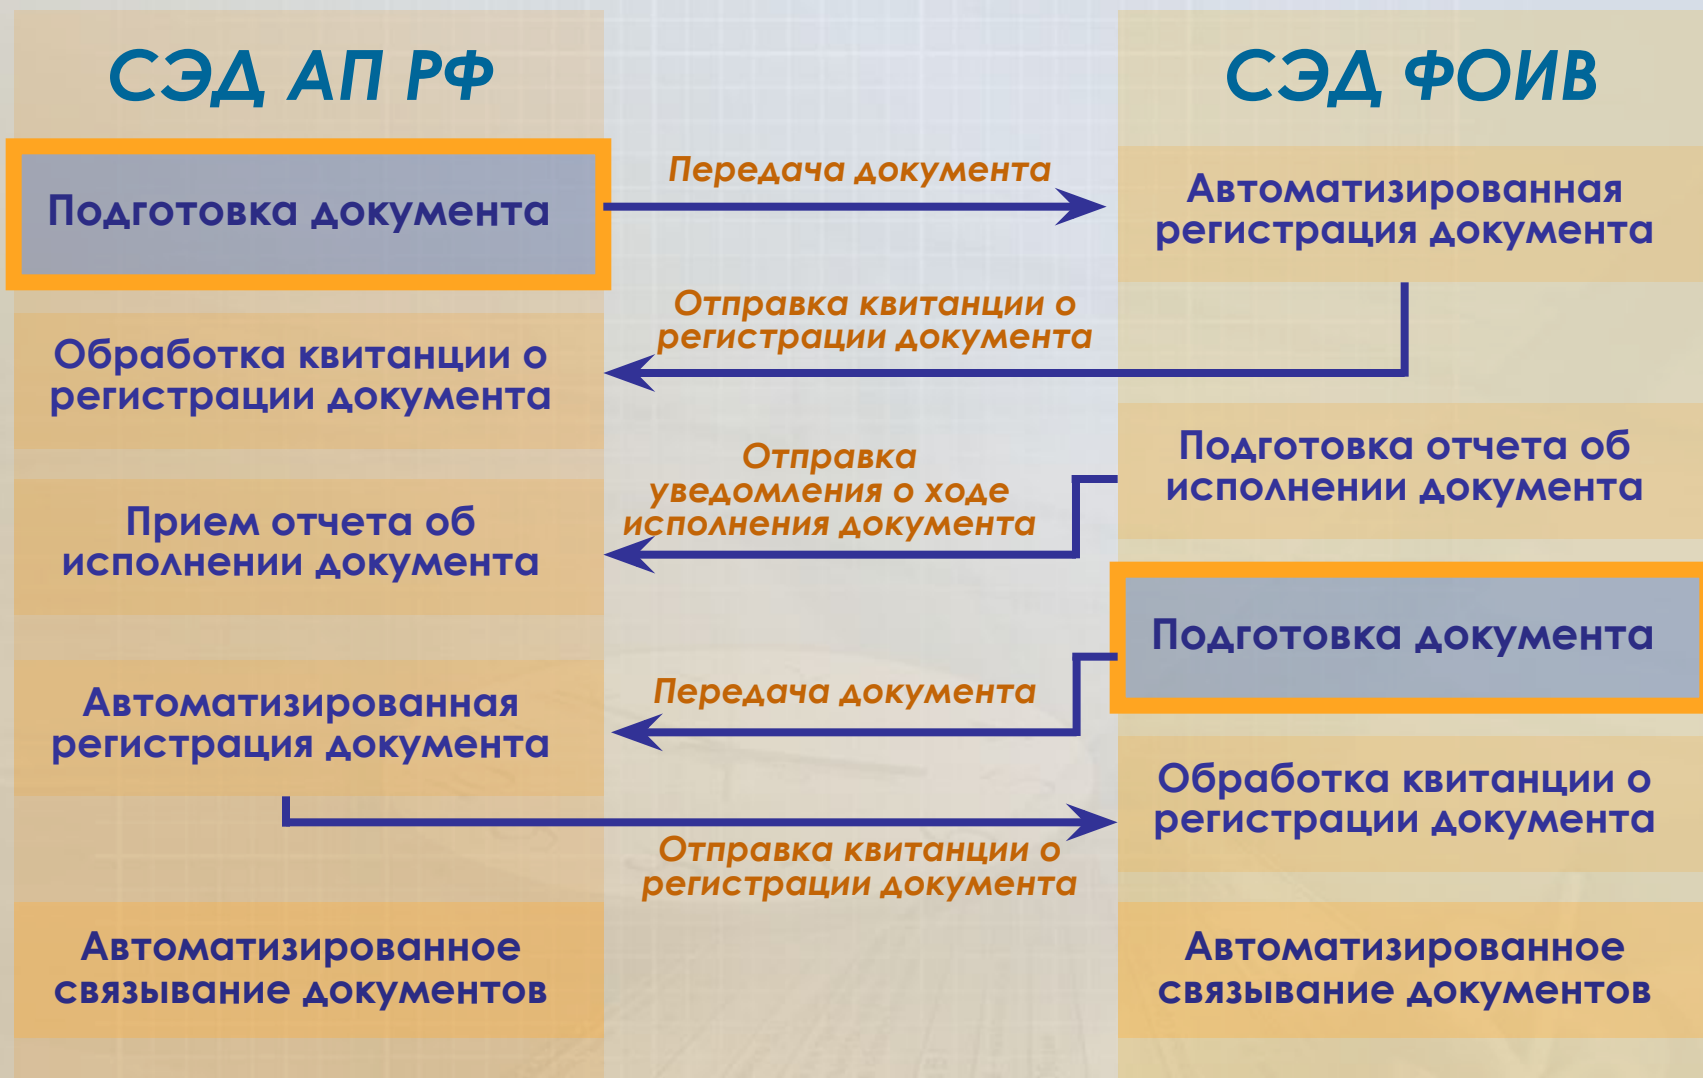 СЭД АП РФ
СЭД ФОИВ
Подготовка документа
Передача документа
Автоматизированная
регистрация документа
Отправка квитанции о
регистрации документа
Обработка квитанции о
регистрации документа
Отправка
уведомления о ходе
исполнения документа
Подготовка отчета об
исполнении документа
Прием отчета об
исполнении документа
Подготовка документа
Передача документа
Автоматизированная
регистрация документа
Обработка квитанции о
регистрации документа
Отправка квитанции о
регистрации документа
Автоматизированное
связывание документов
Автоматизированное
связывание документов